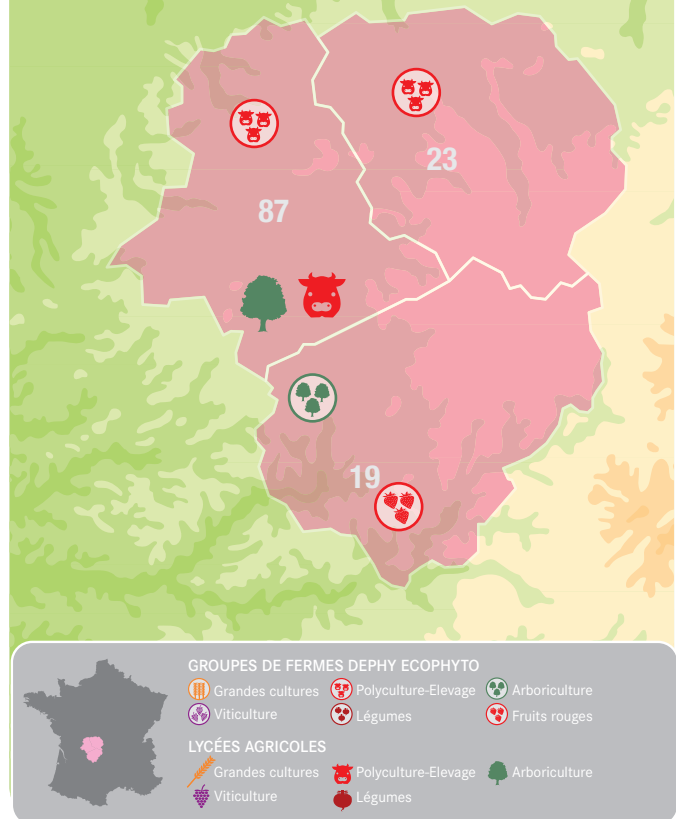 23
87
19
GROUPES DE FERMES DEPHY ECOPHYTO
Grandes cultures Polyculture-Elevage Arboriculture
Viticulture Légumes Fruits rouges
LYCÉES AGRICOLES
Grandes cultures Polyculture-Elevage Arboriculture
Viticulture Légumes